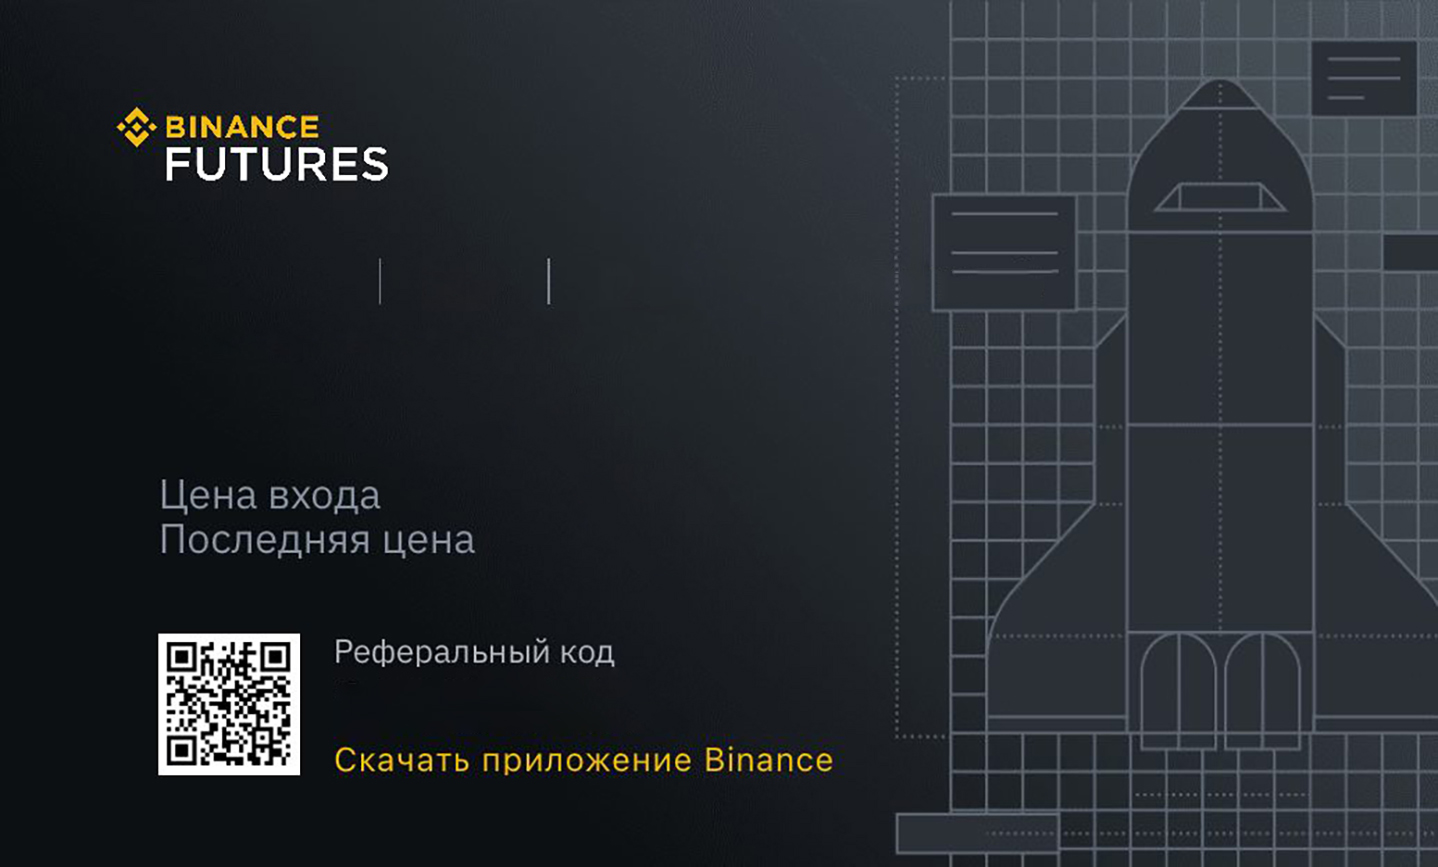 BINANCE
FUTURES
Цена входа
Последняя цена
Реферальный код
Скачать приложение Binance